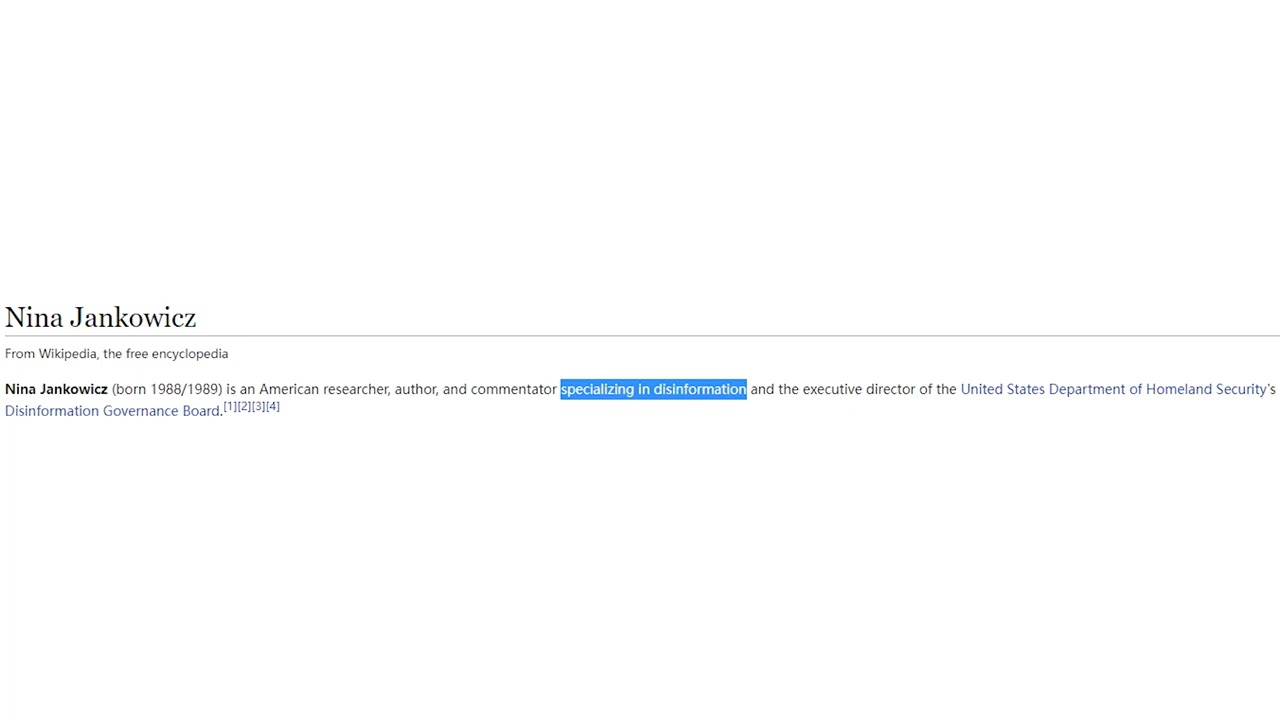 Nina Jankowicz
From Wikipedia, the free encyclopedia
Nina Jankowicz (born 1988/1989) is an American researcher, author, and commentator specializing in disinformation and the executive director of the United States Department of Homeland Security's
Disinformation Governance Board.[1][2][3][4]